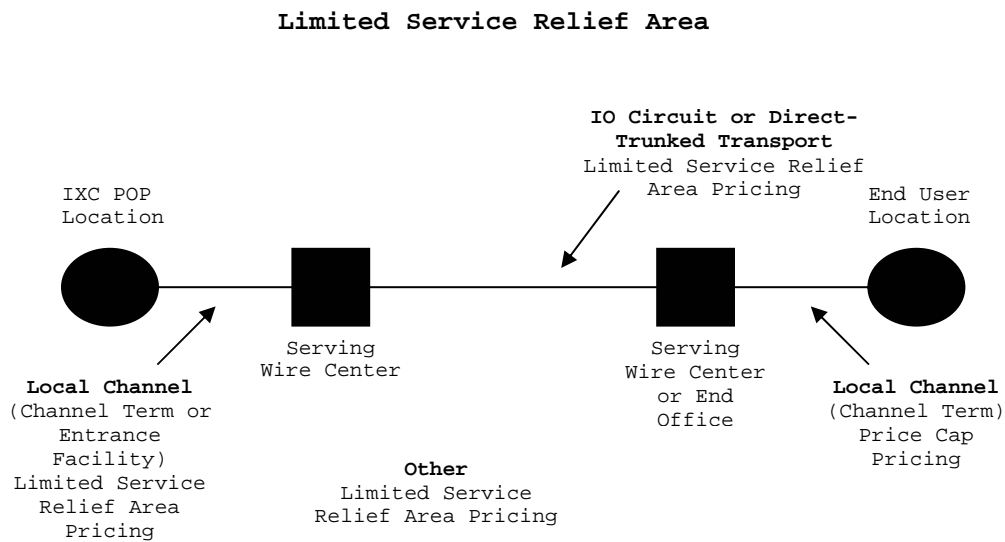 Limited Service Relief Area
IO Circuit or Direct-
Trunked Transport
Limited Service Relief
Area Pricing
IXC POP
Location
End User
Location
Serving
Wire Center
Serving
Wire Center
or End
Office
Local Channel
(Channel Term or
Entrance
Facility)
Limited Service
Relief Area
Pricing
Other
Limited Service
Relief Area Pricing
Local Channel
(Channel Term)
Price Cap
Pricing